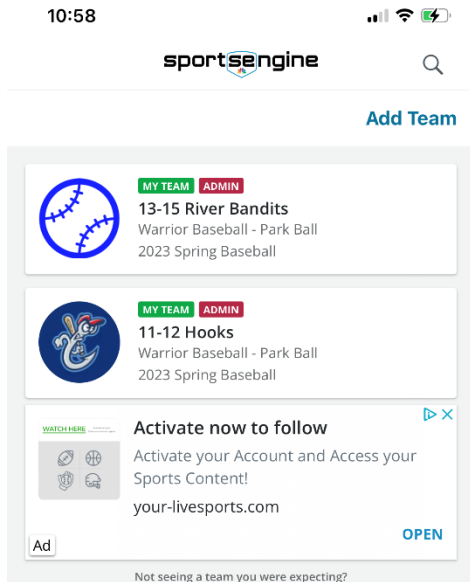 10:58
sportsengine
Add Team
MY TEAM ADMIN
13-15 River Bandits
Warrior Baseball - Park Ball
2023 Spring Baseball
MY TEAM ADMIN
11-12 Hooks
Warrior Baseball - Park Ball
2023 Spring Baseball
WATCH HERE
Activate now to follow
Activate your Account and Access your
Sports Content!
your-livesports.com
Ad
OPEN
Not seeing a team you were expecting?